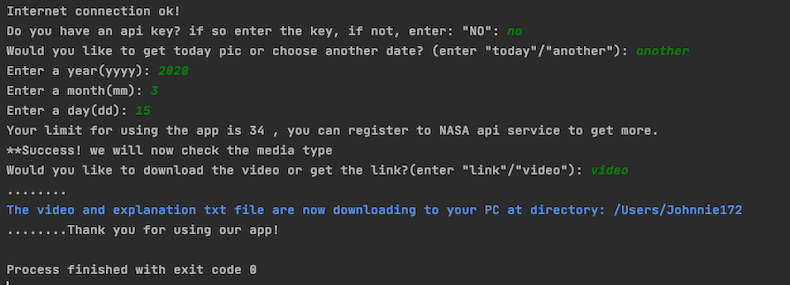 Internet connection ok!
Do you have an api key? if so enter the key, if not, enter: "NO": no
Would you like to get today pic or choose another date? (enter "today"/"another"): another
Enter a year(yyyy): 2020
Enter a month(mm): 3
Enter a day(dd): 15
Your limit for using the app is 34 , you can register to NASA api service to get more.
**Success! we will now check the media type
Would you like to download the video or get the link?(enter "link"/"video"): video
........
The video and explanation txt file are now downloading to your PC at directory: /Users/Johnnie172
........Thank you for using our app!
Process finished with exit code 0